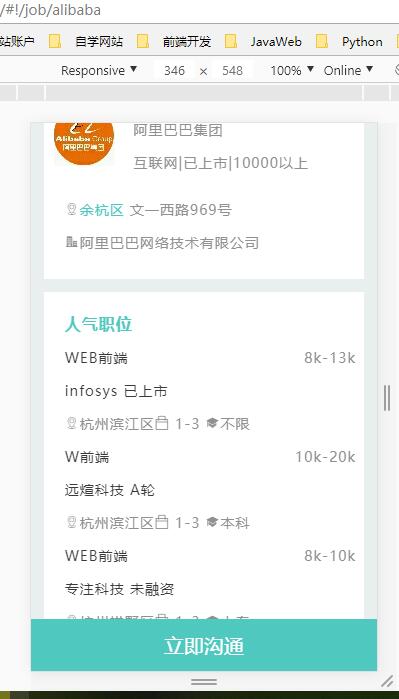 /#!/job/alibaba
站账户 自学网站 前端开发 JavaWeb Python
Responsive 346 × 548 100% Online
Alibaba Group
阿里巴巴集团
阿里巴巴集团
互联网|已上市|10000以上
余杭区 文一西路969号
阿里巴巴网络技术有限公司
人气职位
WEB前端 8k-13k
infosys 已上市
杭州滨江区 1-3 不限
W前端 10k-20k
远煊科技 A轮
杭州滨江区 1-3 本科
WEB前端 8k-10k
专注科技 未融资
立即沟通